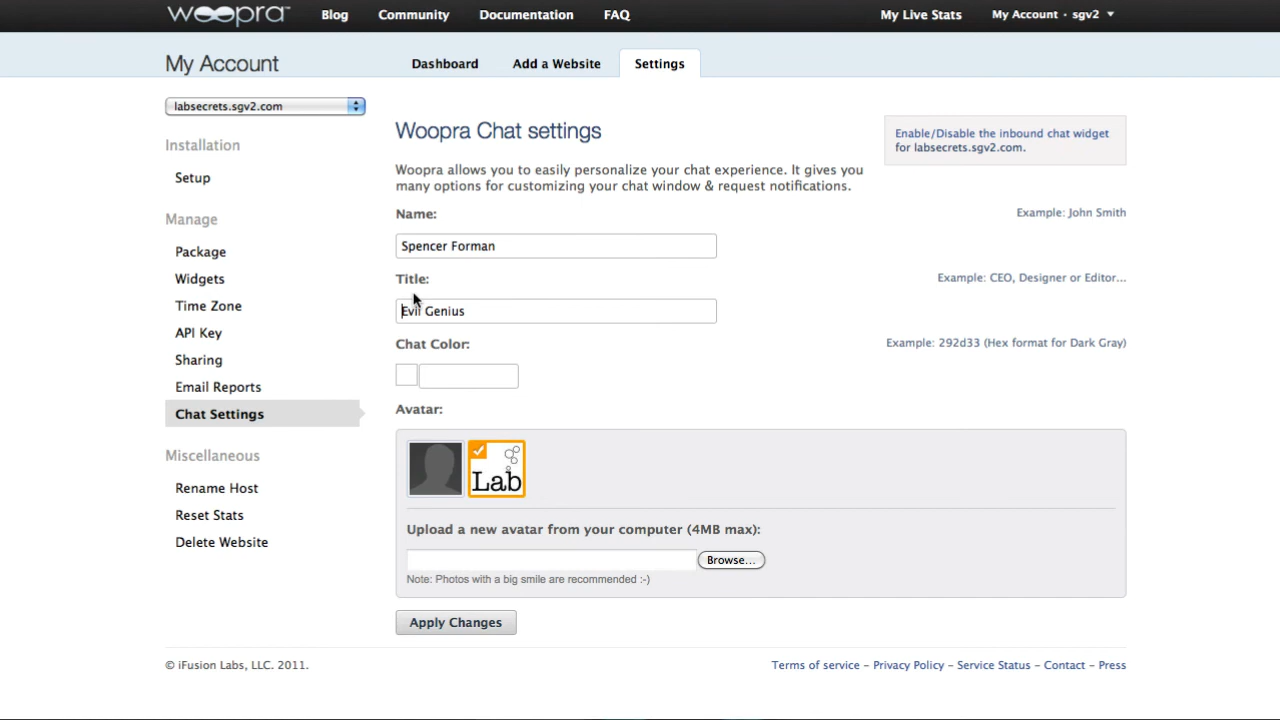 woopra™
Blog
Community
Documentation
FAQ
My Live Stats
My Account · sgv2
My Account
Dashboard
Add a Website
Settings
labsecrets.sgv2.com
Installation
Setup
Manage
Package
Widgets
Time Zone
API Key
Sharing
Email Reports
Chat Settings
Miscellaneous
Rename Host
Reset Stats
Delete Website
Woopra Chat settings
Enable/Disable the inbound chat widget
for labsecrets.sgv2.com.
Woopra allows you to easily personalize your chat experience. It gives you
many options for customizing your chat window & request notifications.
Name:
Example: John Smith
Spencer Forman
Title:
Example: CEO, Designer or Editor...
Evil Genius
Chat Color:
Example: 292d33 (Hex format for Dark Gray)
Avatar:
Lab
Upload a new avatar from your computer (4MB max):
Browse...
Note: Photos with a big smile are recommended :-)
Apply Changes
© iFusion Labs, LLC. 2011.
Terms of service – Privacy Policy – Service Status – Contact – Press